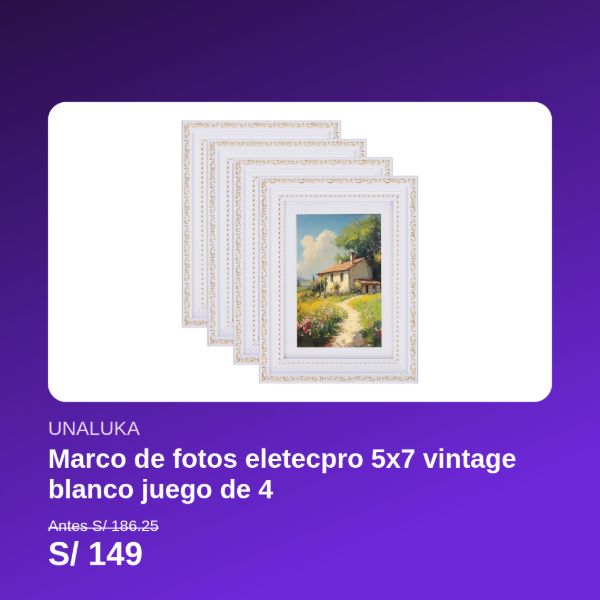 UNALUKA
Marco de fotos eletecpro 5x7 vintage
blanco juego de 4
Antes S/ 186.25
S/ 149